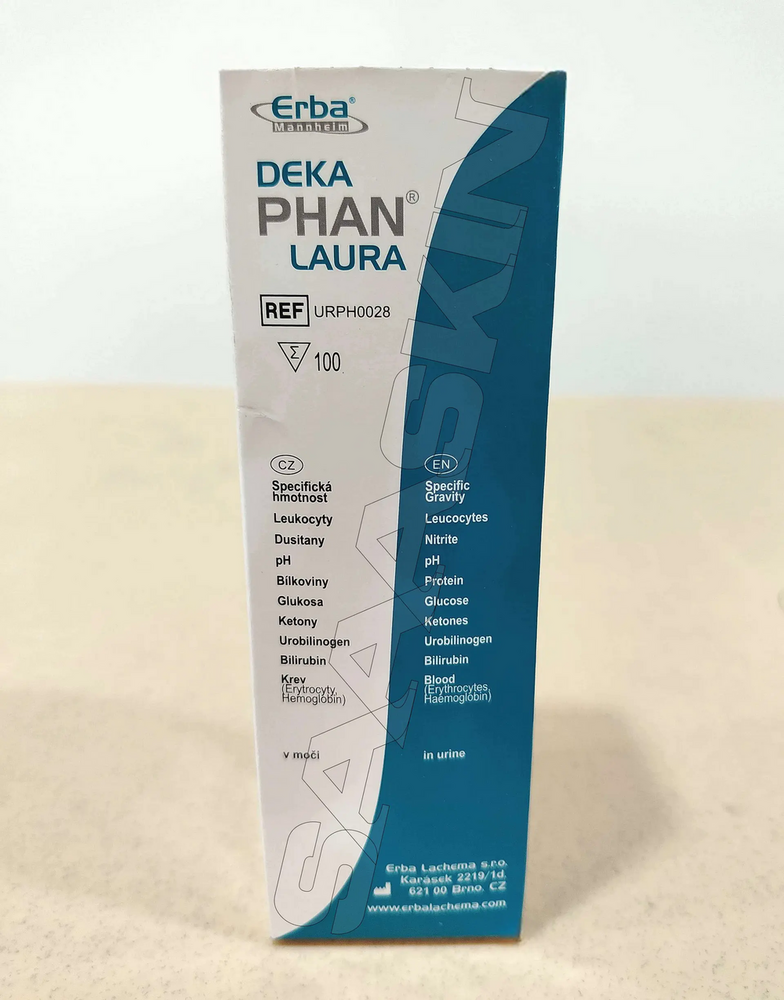 Erba®
Mannheim
DEKA
PHAN®
LAURA
REF URPH0028
Σ 100
CZ
Specifická
hmotnost
Leukocyty
Dusitany
pH
Bílkoviny
Glukosa
Ketony
Urobilinogen
Bilirubin
Krev
(Erytrocyty,
Hemoglobin)
v moči
EN
Specific
Gravity
Leucocytes
Nitrite
pH
Protein
Glucose
Ketones
Urobilinogen
Bilirubin
Blood
(Erythrocytes,
Haemoglobin)
in urine
Erba Lachema s.r.o.
Karásek 2219/1d,
621 00 Brno, CZ
www.erbalachema.com
SAAASKIN